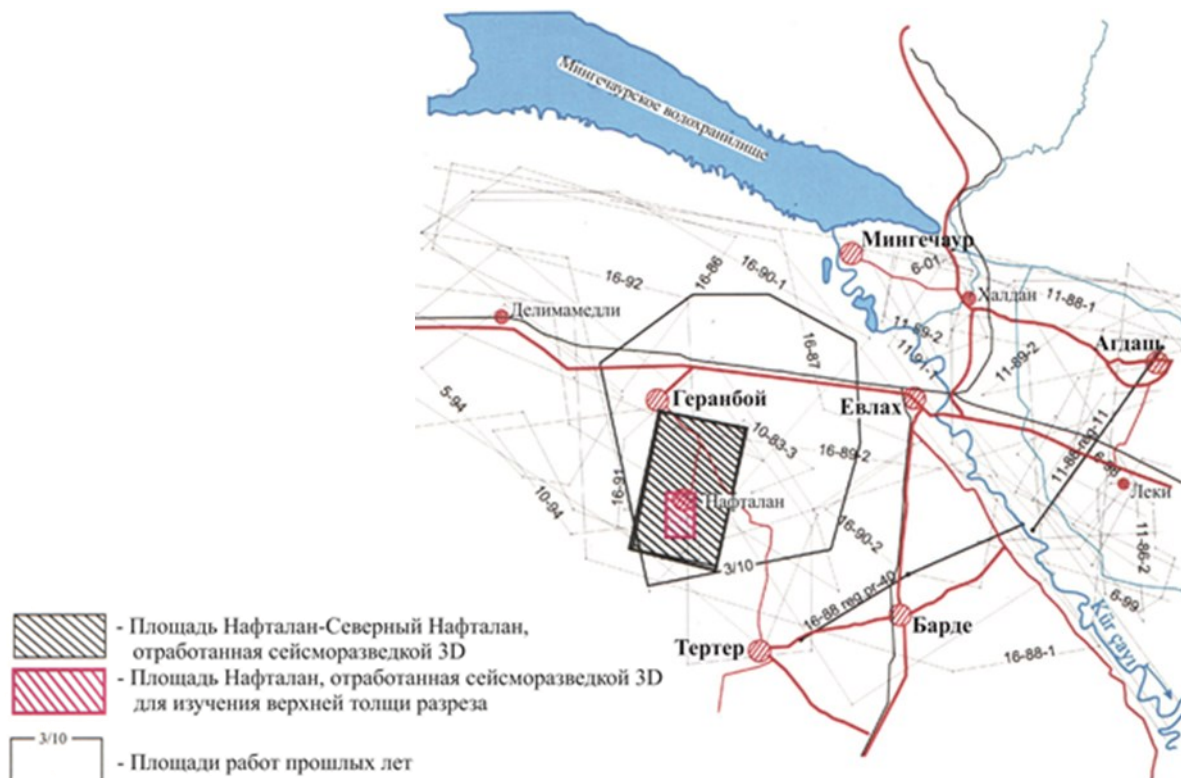 Мингечаурское водохранилище
Мингечаур
6-01
16-86
16-90-1
16-92
Халдан
11-88-1
Делимамедли
11-89-2
16-87
11-91-1
11-89-2
Агдаш
Геранбой
Евлах
5-94
10-83-3
16-89-2
11-88-reg-11
Леки
16-91
10-94
Нафталан
16-90-2
11-86-2
3/10
16-88 reg pr-40
6-99
Барде
Kür çayı
Тертер
16-88-1
- Площадь Нафталан-Северный Нафталан,
отработанная сейсморазведкой 3D
- Площадь Нафталан, отработанная сейсморазведкой 3D
для изучения верхней толщи разреза
3/10
- Площади работ прошлых лет